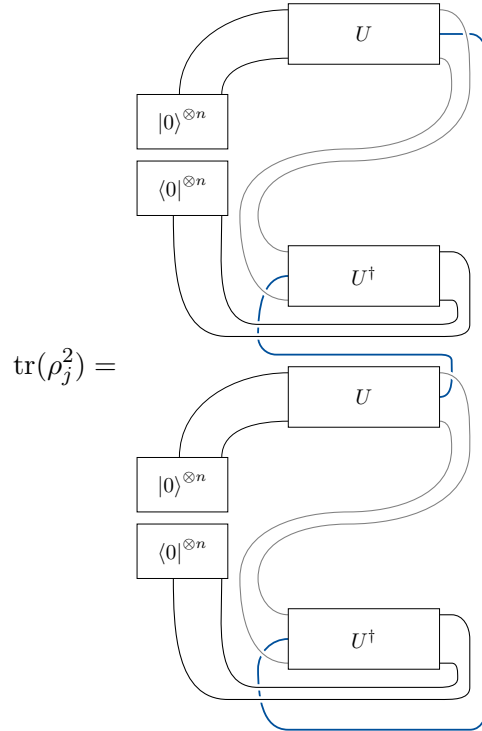 U
|0⟩^{⊗n}
⟨0|^{⊗n}
U^†
tr(ρ_j^2) =
U
|0⟩^{⊗n}
⟨0|^{⊗n}
U^†